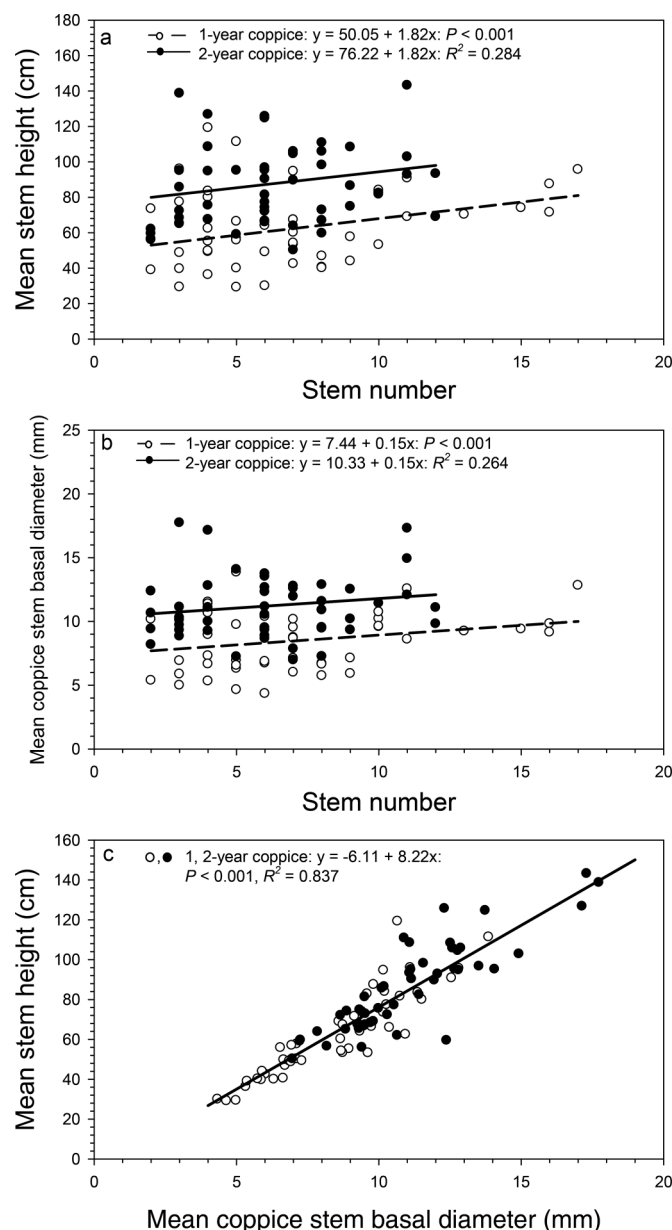 a
1-year coppice: y = 50.05 + 1.82x: P < 0.001
2-year coppice: y = 76.22 + 1.82x: R² = 0.284
Mean stem height (cm)
180
160
140
120
100
80
60
40
20
0
0 5 10 15 20
Stem number
b
1-year coppice: y = 7.44 + 0.15x: P < 0.001
2-year coppice: y = 10.33 + 0.15x: R² = 0.264
Mean coppice stem basal diameter (mm)
25
20
15
10
5
0
0 5 10 15 20
Stem number
c
, 1, 2-year coppice: y = -6.11 + 8.22x:
P < 0.001, R² = 0.837
Mean stem height (cm)
160
140
120
100
80
60
40
20
0
0 5 10 15 20
Mean coppice stem basal diameter (mm)